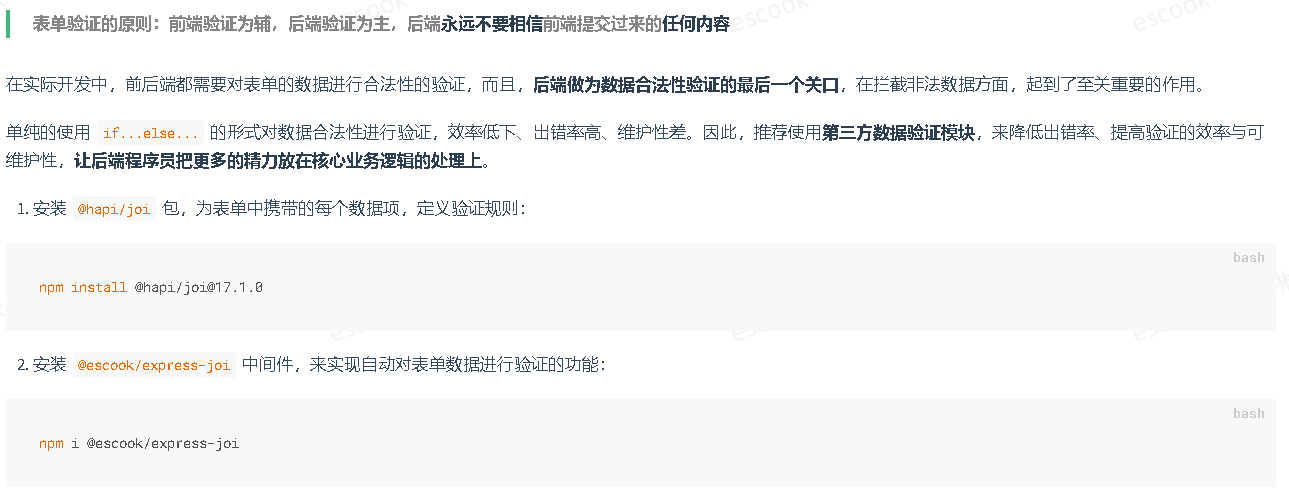 escook
escook
表单验证的原则：前端验证为辅，后端验证为主，后端永远不要相信前端提交过来的任何内容
在实际开发中，前后端都需要对表单的数据进行合法性的验证，而且，后端做为数据合法性验证的最后一个关口，在拦截非法数据方面，起到了至关重要的作用。
单纯的使用 if...else... 的形式对数据合法性进行验证，效率低下、出错率高、维护性差。因此，推荐使用第三方数据验证模块，来降低出错率、提高验证的效率与可
维护性，让后端程序员把更多的精力放在核心业务逻辑的处理上。
1. 安装 @hapi/joi 包，为表单中携带的每个数据项，定义验证规则：
bash
npm install @hapi/joi@17.1.0
2. 安装 @escook/express-joi 中间件，来实现自动对表单数据进行验证的功能：
bash
npm i @escook/express-joi